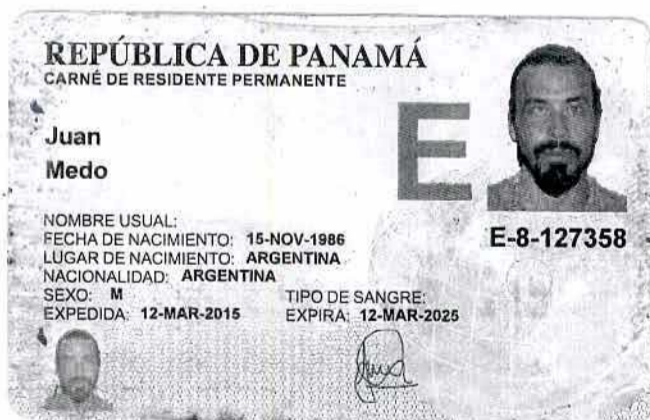 REPÚBLICA DE PANAMÁ
CARNÉ DE RESIDENTE PERMANENTE
Juan
Medo
E
E-8-127358
NOMBRE USUAL:
FECHA DE NACIMIENTO: 15-NOV-1986
LUGAR DE NACIMIENTO: ARGENTINA
NACIONALIDAD: ARGENTINA
SEXO: M TIPO DE SANGRE:
EXPEDIDA: 12-MAR-2015 EXPIRA: 12-MAR-2025